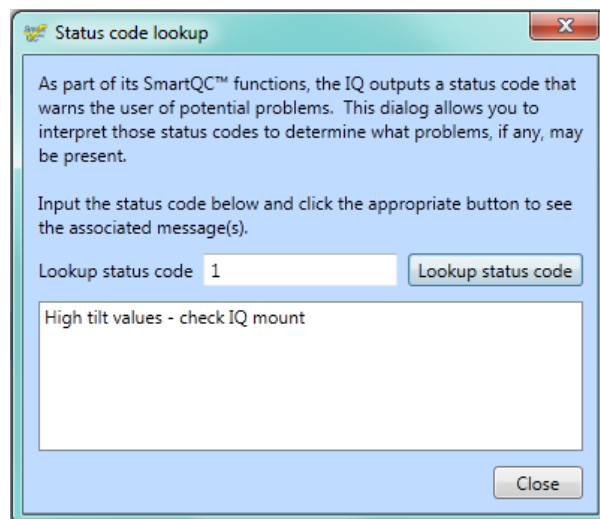 Status code lookup
As part of its SmartQC™ functions, the IQ outputs a status code that
warns the user of potential problems.  This dialog allows you to
interpret those status codes to determine what problems, if any, may
be present.
Input the status code below and click the appropriate button to see
the associated message(s).
Lookup status code 1 Lookup status code
High tilt values - check IQ mount
Close